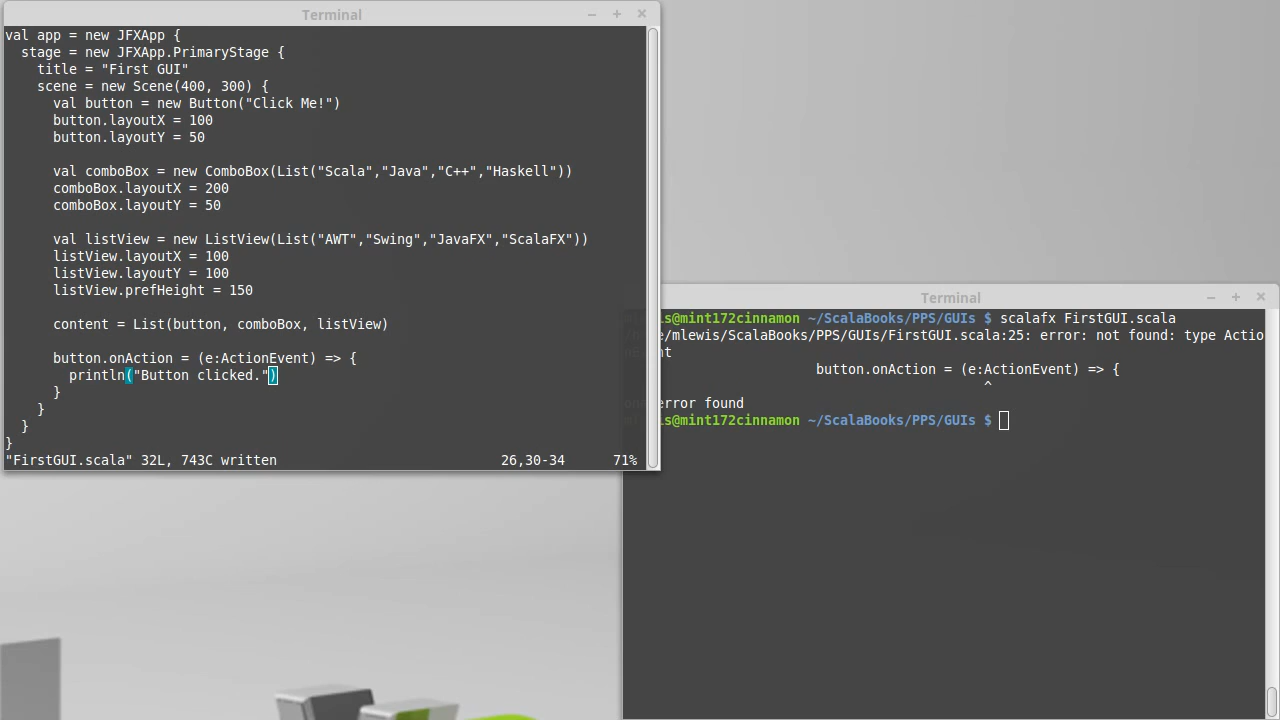 Terminal
val app = new JFXApp {
  stage = new JFXApp.PrimaryStage {
    title = "First GUI"
    scene = new Scene(400, 300) {
      val button = new Button("Click Me!")
      button.layoutX = 100
      button.layoutY = 50

      val comboBox = new ComboBox(List("Scala","Java","C++","Haskell"))
      comboBox.layoutX = 200
      comboBox.layoutY = 50

      val listView = new ListView(List("AWT","Swing","JavaFX","ScalaFX"))
      listView.layoutX = 100
      listView.layoutY = 100
      listView.prefHeight = 150

      content = List(button, comboBox, listView)

      button.onAction = (e:ActionEvent) => {
        println("Button clicked.")
      }
    }
  }
}
"FirstGUI.scala" 32L, 743C written 26,30-34 71%
Terminal
is@mint172cinnamon ~/ScalaBooks/PPS/GUIs $ scalafx FirstGUI.scala
e/mlewis/ScalaBooks/PPS/GUIs/FirstGUI.scala:25: error: not found: type Actio
nt
button.onAction = (e:ActionEvent) => {
^
error found
is@mint172cinnamon ~/ScalaBooks/PPS/GUIs $